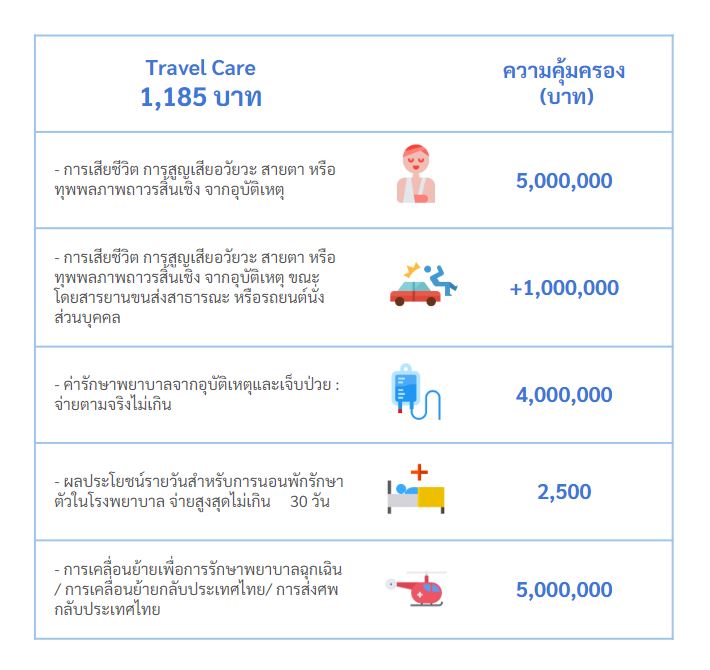 Travel Care
1,185 บาท
ความคุ้มครอง
(บาท)
- การเสียชีวิต การสูญเสียอวัยวะ สายตา หรือ
ทุพพลภาพถาวรสิ้นเชิง จากอุบัติเหตุ
5,000,000
- การเสียชีวิต การสูญเสียอวัยวะ สายตา หรือ
ทุพพลภาพถาวรสิ้นเชิง จากอุบัติเหตุ ขณะ
โดยสารยานขนส่งสาธารณะ หรือรถยนต์นั่ง
ส่วนบุคคล
+1,000,000
- ค่ารักษาพยาบาลจากอุบัติเหตุและเจ็บป่วย :
จ่ายตามจริงไม่เกิน
4,000,000
- ผลประโยชน์รายวันสำหรับการนอนพักรักษา
ตัวในโรงพยาบาล จ่ายสูงสุดไม่เกิน 30 วัน
2,500
- การเคลื่อนย้ายเพื่อการรักษาพยาบาลฉุกเฉิน
/ การเคลื่อนย้ายกลับประเทศไทย/ การส่งศพ
กลับประเทศไทย
5,000,000